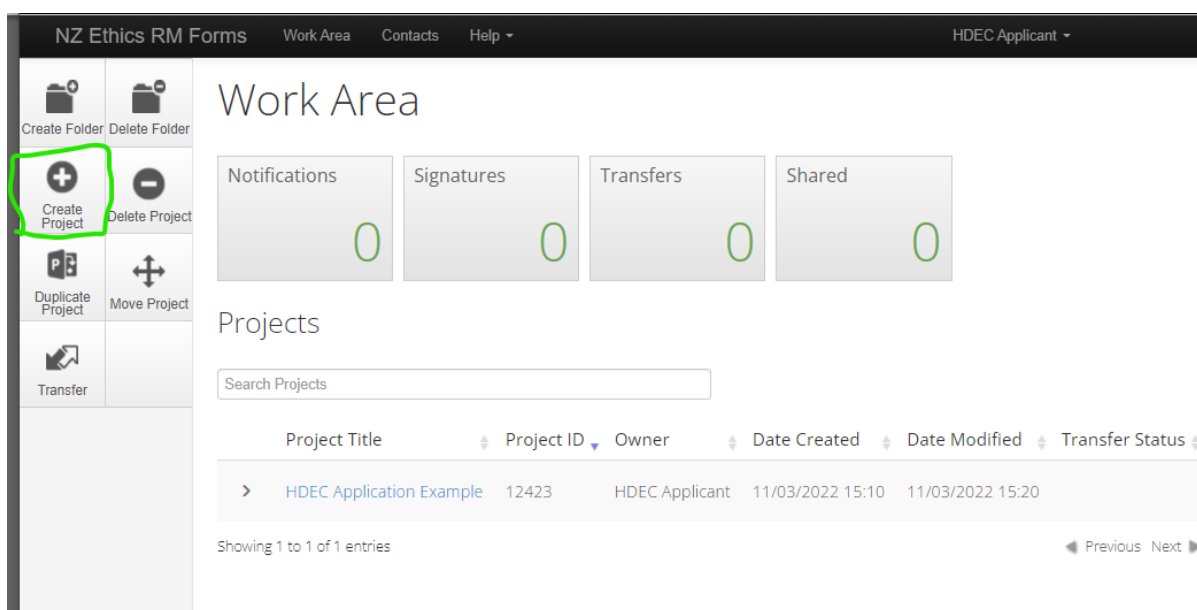 NZ Ethics RM Forms Work Area Contacts Help HDEC Applicant
Create Folder Delete Folder
Create Project Delete Project
Duplicate Project Move Project
Transfer
Work Area
Notifications Signatures Transfers Shared
0 0 0 0
Projects
Search Projects
Project Title Project ID Owner Date Created Date Modified Transfer Status
HDEC Application Example 12423 HDEC Applicant 11/03/2022 15:10 11/03/2022 15:20
Showing 1 to 1 of 1 entries Previous Next